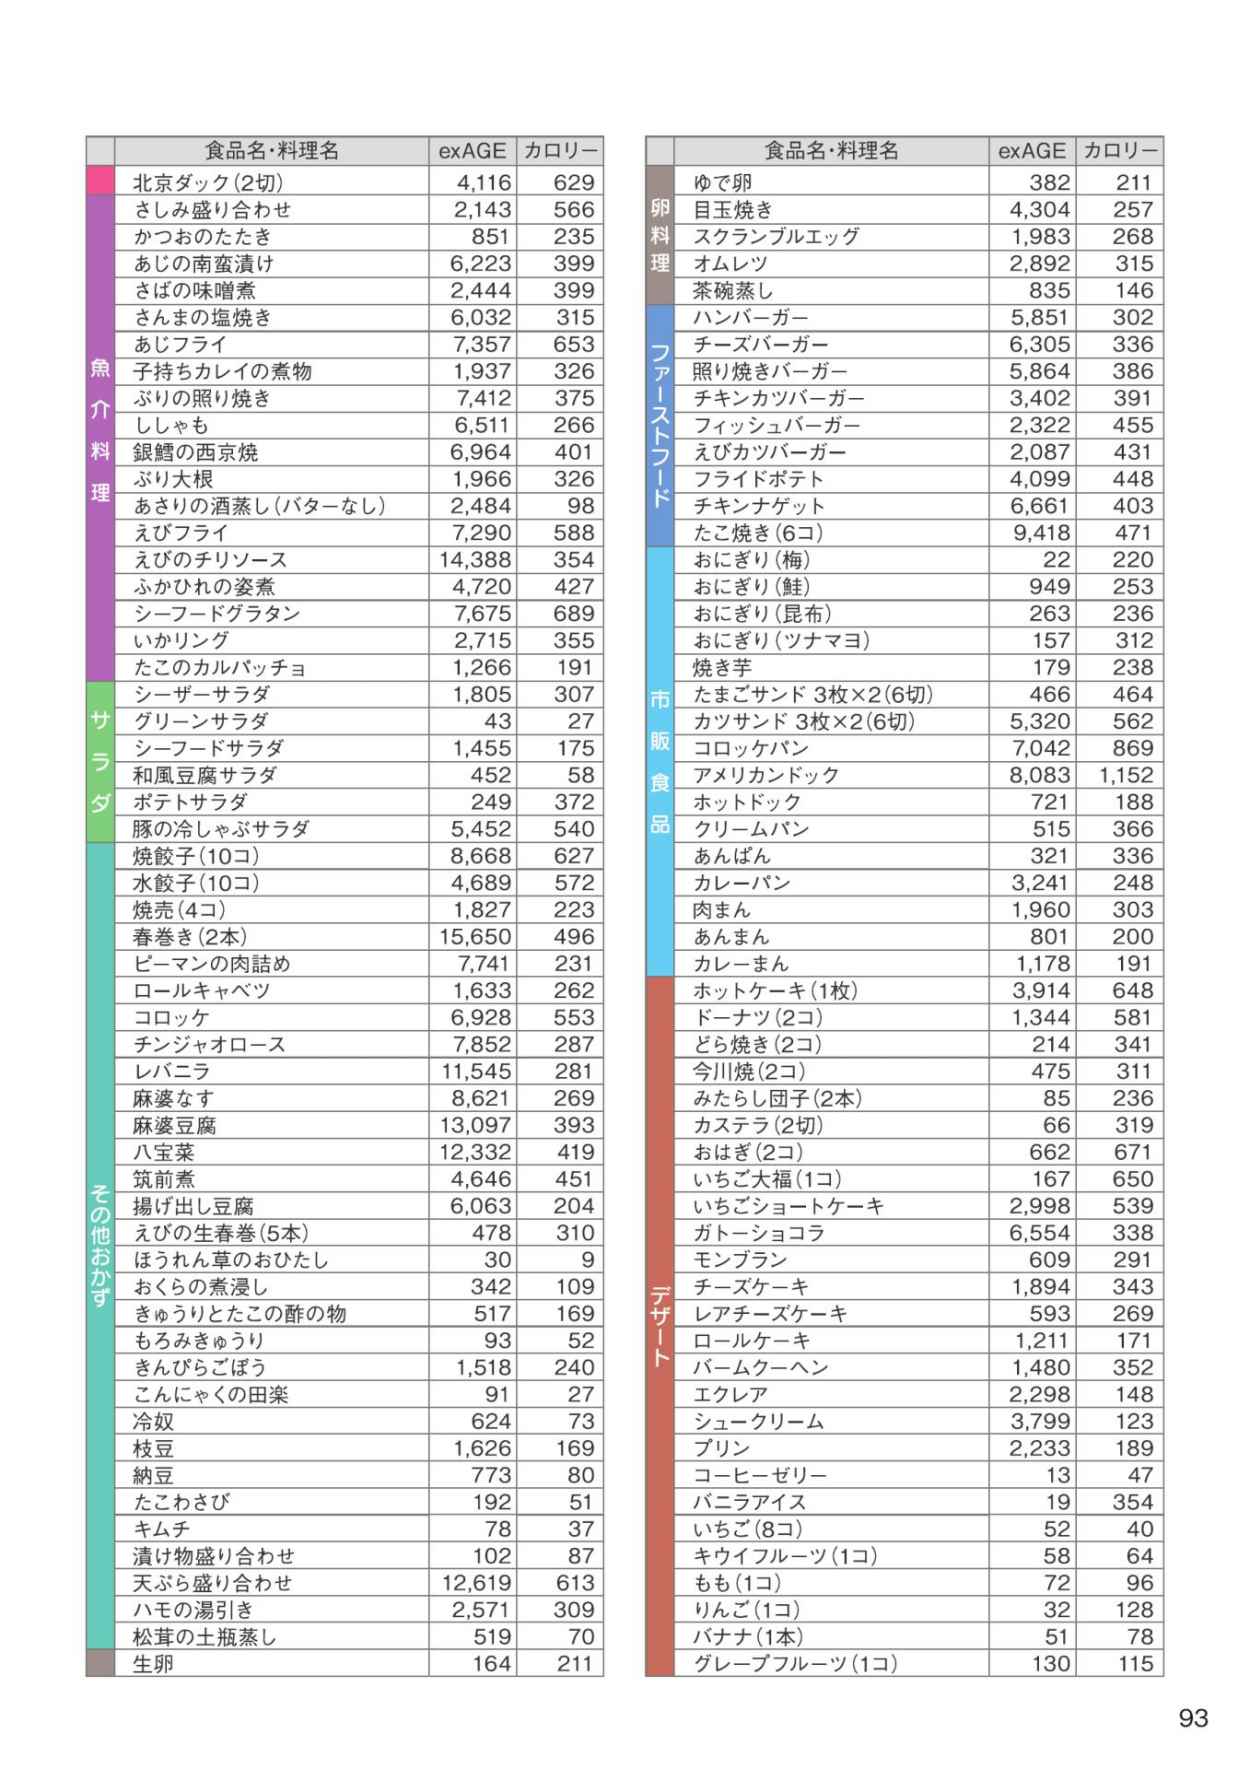 食品名・料理名 exAGE カロリー
北京ダック(2切) 4,116 629
魚介料理
さしみ盛り合わせ 2,143 566
かつおのたたき 851 235
あじの南蛮漬け 6,223 399
さばの味噌煮 2,444 399
さんまの塩焼き 6,032 315
あじフライ 7,357 653
子持ちカレイの煮物 1,937 326
ぶりの照り焼き 7,412 375
ししゃも 6,511 266
銀鱈の西京焼 6,964 401
ぶり大根 1,966 326
あさりの酒蒸し(バターなし) 2,484 98
えびフライ 7,290 588
えびのチリソース 14,388 354
ふかひれの姿煮 4,720 427
シーフードグラタン 7,675 689
いかリング 2,715 355
たこのカルパッチョ 1,266 191
サラダ
シーザーサラダ 1,805 307
グリーンサラダ 43 27
シーフードサラダ 1,455 175
和風豆腐サラダ 452 58
ポテトサラダ 249 372
豚の冷しゃぶサラダ 5,452 540
その他おかず
焼餃子(10コ) 8,668 627
水餃子(10コ) 4,689 572
焼売(4コ) 1,827 223
春巻き(2本) 15,650 496
ピーマンの肉詰め 7,741 231
ロールキャベツ 1,633 262
コロッケ 6,928 553
チンジャオロース 7,852 287
レバニラ 11,545 281
麻婆なす 8,621 269
麻婆豆腐 13,097 393
八宝菜 12,332 419
筑前煮 4,646 451
揚げ出し豆腐 6,063 204
えびの生春巻(5本) 478 310
ほうれん草のおひたし 30 9
おくらの煮浸し 342 109
きゅうりとたこの酢の物 517 169
もろみきゅうり 93 52
きんぴらごぼう 1,518 240
こんにゃくの田楽 91 27
冷奴 624 73
枝豆 1,626 169
納豆 773 80
たこわさび 192 51
キムチ 78 37
漬け物盛り合わせ 102 87
天ぷら盛り合わせ 12,619 613
ハモの湯引き 2,571 309
松茸の土瓶蒸し 519 70
生卵 164 211
食品名・料理名 exAGE カロリー
卵料理
ゆで卵 382 211
目玉焼き 4,304 257
スクランブルエッグ 1,983 268
オムレツ 2,892 315
茶碗蒸し 835 146
ファーストフード
ハンバーガー 5,851 302
チーズバーガー 6,305 336
照り焼きバーガー 5,864 386
チキンカツバーガー 3,402 391
フィッシュバーガー 2,322 455
えびカツバーガー 2,087 431
フライドポテト 4,099 448
チキンナゲット 6,661 403
たこ焼き(6コ) 9,418 471
市販食品
おにぎり(梅) 22 220
おにぎり(鮭) 949 253
おにぎり(昆布) 263 236
おにぎり(ツナマヨ) 157 312
焼き芋 179 238
たまごサンド 3枚×2(6切) 466 464
カツサンド 3枚×2(6切) 5,320 562
コロッケパン 7,042 869
アメリカンドック 8,083 1,152
ホットドック 721 188
クリームパン 515 366
あんぱん 321 336
カレーパン 3,241 248
肉まん 1,960 303
あんまん 801 200
カレーまん 1,178 191
デザート
ホットケーキ(1枚) 3,914 648
ドーナツ(2コ) 1,344 581
どら焼き(2コ) 214 341
今川焼(2コ) 475 311
みたらし団子(2本) 85 236
カステラ(2切) 66 319
おはぎ(2コ) 662 671
いちご大福(1コ) 167 650
いちごショートケーキ 2,998 539
ガトーショコラ 6,554 338
モンブラン 609 291
チーズケーキ 1,894 343
レアチーズケーキ 593 269
ロールケーキ 1,211 171
バームクーヘン 1,480 352
エクレア 2,298 148
シュークリーム 3,799 123
プリン 2,233 189
コーヒーゼリー 13 47
バニラアイス 19 354
いちご(8コ) 52 40
キウイフルーツ(1コ) 58 64
もも(1コ) 72 96
りんご(1コ) 32 128
バナナ(1本) 51 78
グレープフルーツ(1コ) 130 115
93